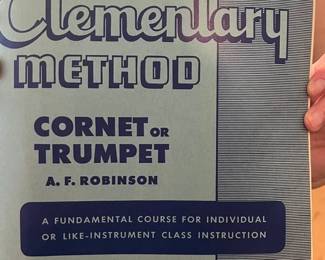 Elementary
METHOD
CORNET OR
TRUMPET
A. F. ROBINSON
A FUNDAMENTAL COURSE FOR INDIVIDUAL
OR LIKE-INSTRUMENT CLASS INSTRUCTION